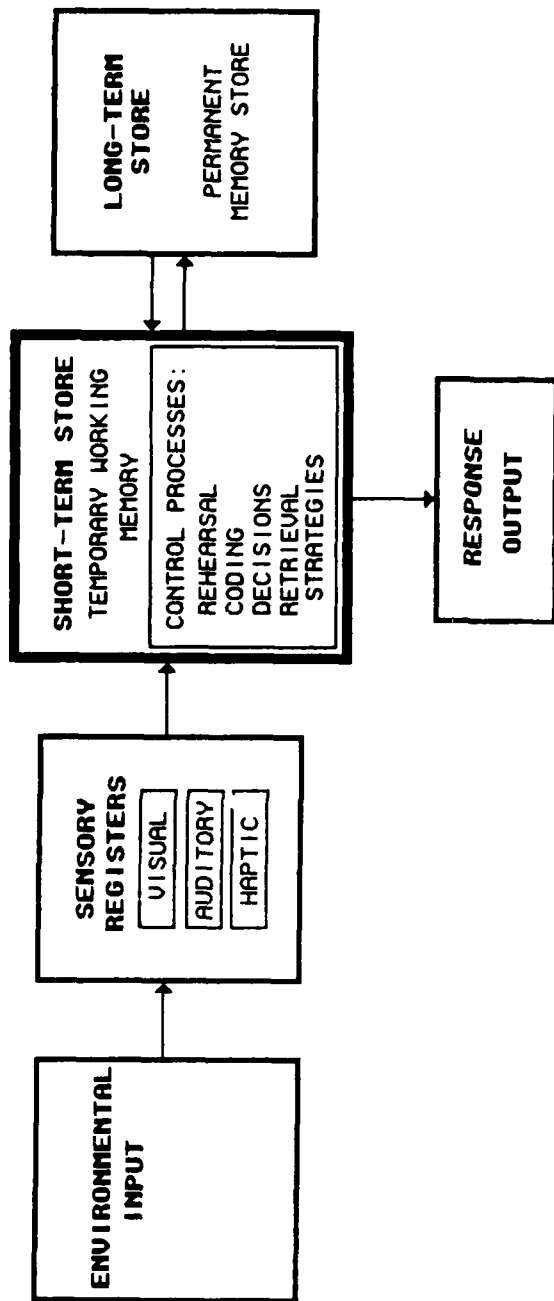 ENVIRONMENTAL
INPUT
SENSORY
REGISTERS
VISUAL
AUDITORY
HAPTIC
SHORT-TERM STORE
TEMPORARY WORKING
MEMORY
CONTROL PROCESSES:
REHEARSAL
CODING
DECISIONS
RETRIEVAL
STRATEGIES
LONG-TERM
STORE
PERMANENT
MEMORY STORE
RESPONSE
OUTPUT